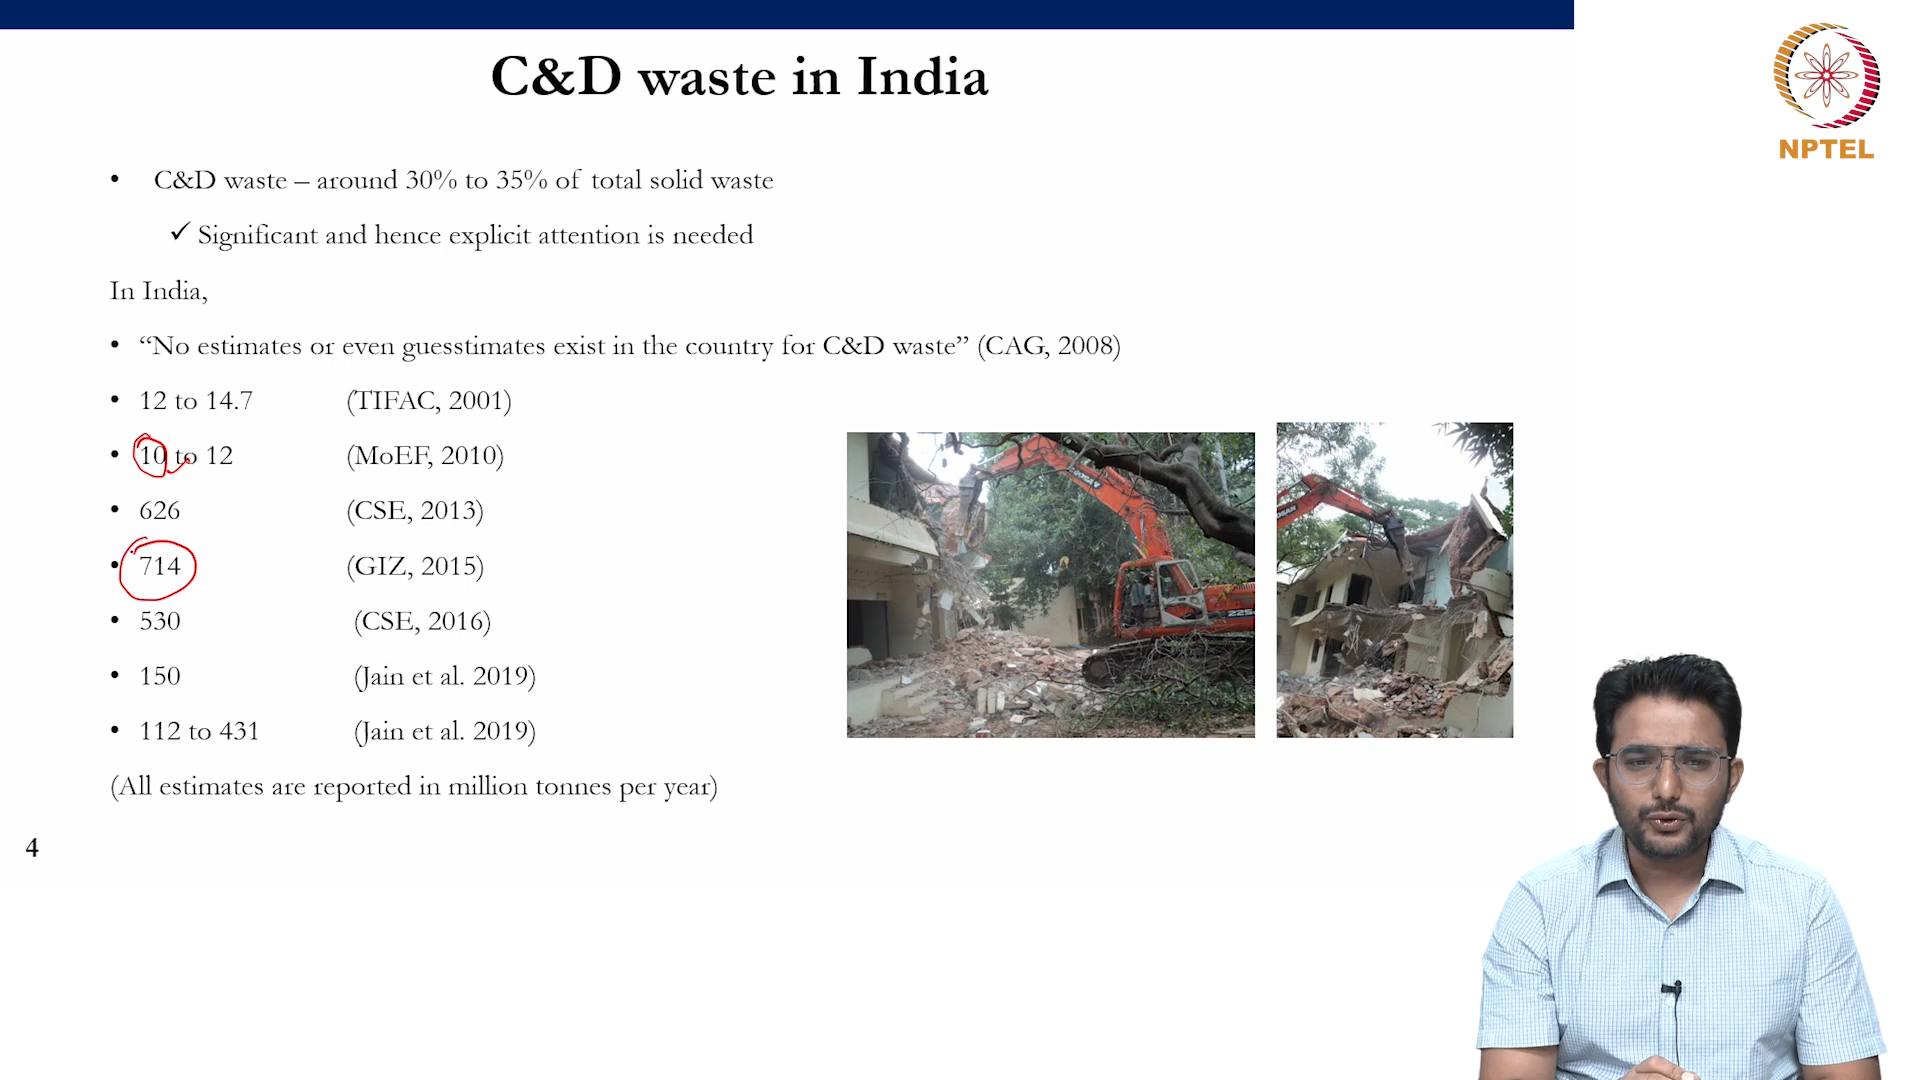 C&D waste in India
NPTEL
• C&D waste – around 30% to 35% of total solid waste
✓ Significant and hence explicit attention is needed
In India,
• “No estimates or even guesstimates exist in the country for C&D waste” (CAG, 2008)
• 12 to 14.7 (TIFAC, 2001)
• 10 to 12 (MoEF, 2010)
• 626 (CSE, 2013)
• 714 (GIZ, 2015)
• 530 (CSE, 2016)
• 150 (Jain et al. 2019)
• 112 to 431 (Jain et al. 2019)
(All estimates are reported in million tonnes per year)
4